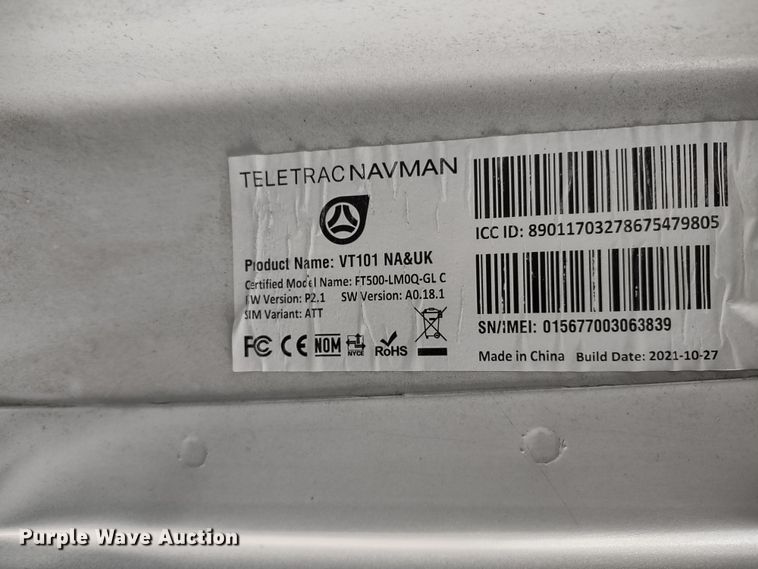 TELETRAC NAVMAN
Product Name: VT101 NA&UK
Certified Model Name: FT500-LM0Q-GL C
HW Version: P2.1 SW Version: A0.18.1
SIM Variant: ATT
FC CE NOM NYCE RoHS
ICC ID: 89011703278675479805
SN/IMEI: 015677003063839
Made in China Build Date: 2021-10-27
Purple Wave Auction